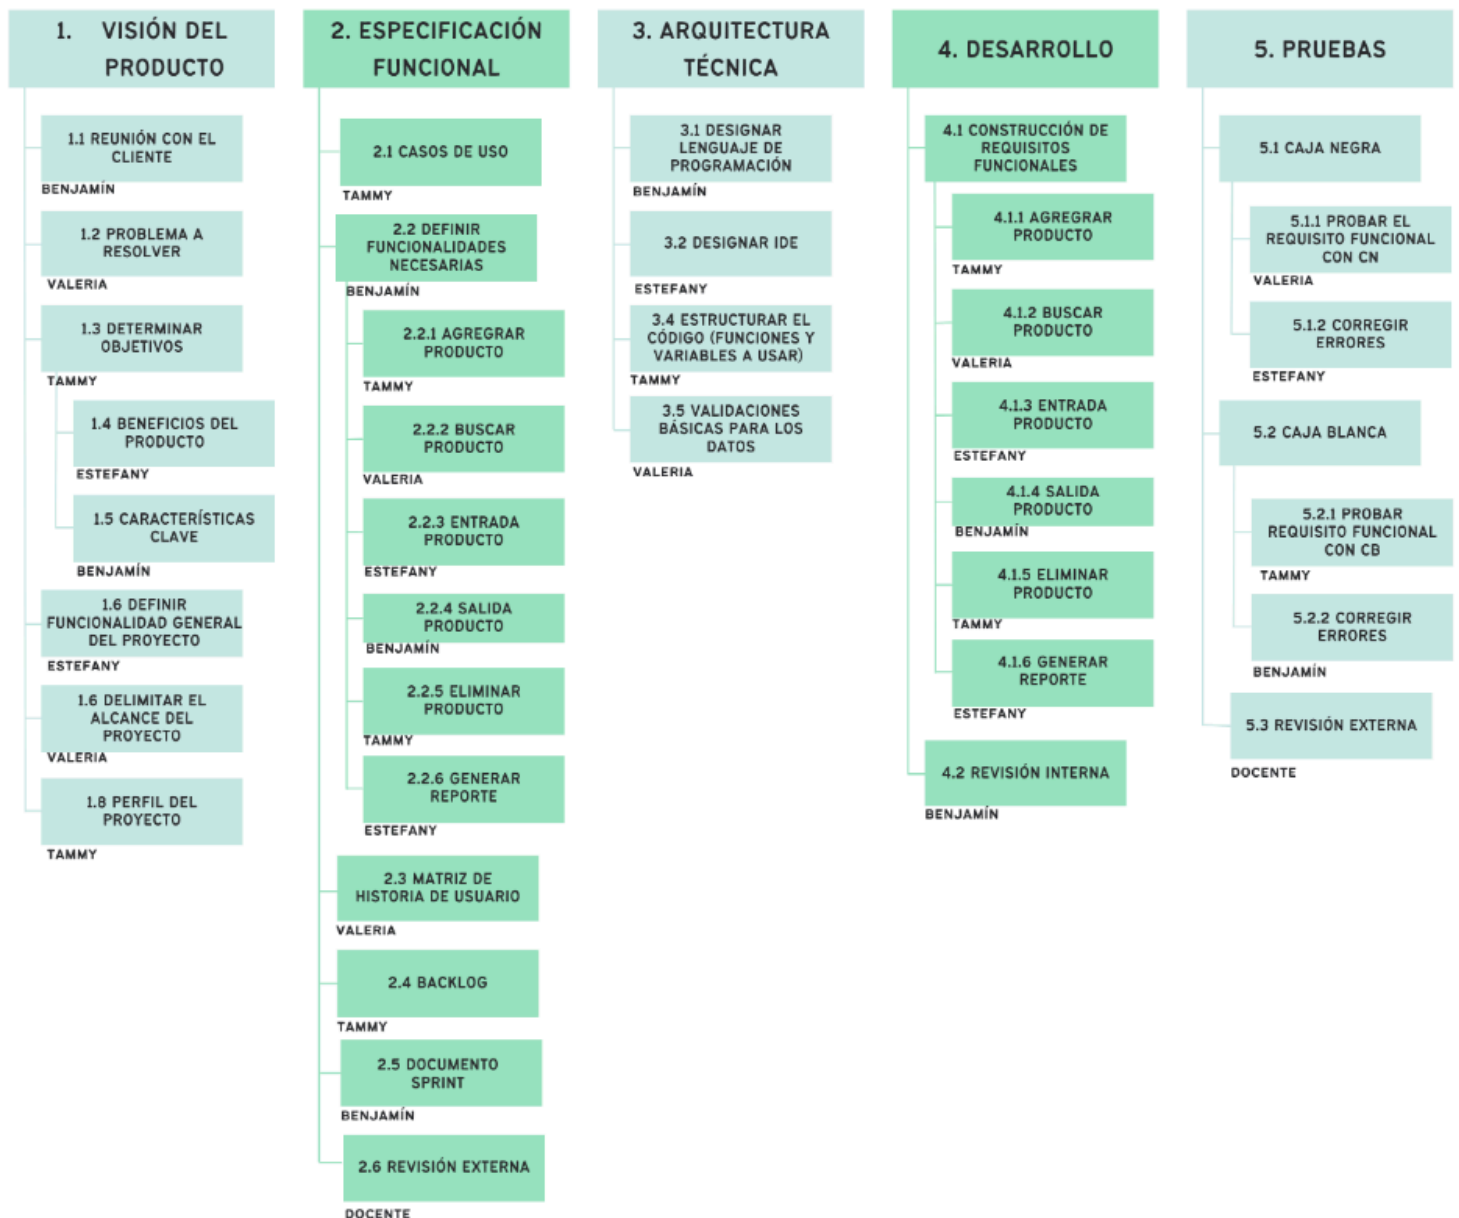 1. VISIÓN DEL
PRODUCTO
1.1 REUNIÓN CON EL
CLIENTE
BENJAMÍN
1.2 PROBLEMA A
RESOLVER
VALERIA
1.3 DETERMINAR
OBJETIVOS
TAMMY
1.4 BENEFICIOS DEL
PRODUCTO
ESTEFANY
1.5 CARACTERÍSTICAS
CLAVE
BENJAMÍN
1.6 DEFINIR
FUNCIONALIDAD GENERAL
DEL PROYECTO
ESTEFANY
1.6 DELIMITAR EL
ALCANCE DEL
PROYECTO
VALERIA
1.8 PERFIL DEL
PROYECTO
TAMMY
2. ESPECIFICACIÓN
FUNCIONAL
2.1 CASOS DE USO
TAMMY
2.2 DEFINIR
FUNCIONALIDADES
NECESARIAS
BENJAMÍN
2.2.1 AGREGRAR
PRODUCTO
TAMMY
2.2.2 BUSCAR
PRODUCTO
VALERIA
2.2.3 ENTRADA
PRODUCTO
ESTEFANY
2.2.4 SALIDA
PRODUCTO
BENJAMÍN
2.2.5 ELIMINAR
PRODUCTO
TAMMY
2.2.6 GENERAR
REPORTE
ESTEFANY
2.3 MATRIZ DE
HISTORIA DE USUARIO
VALERIA
2.4 BACKLOG
TAMMY
2.5 DOCUMENTO
SPRINT
BENJAMÍN
2.6 REVISIÓN EXTERNA
DOCENTE
3. ARQUITECTURA
TÉCNICA
3.1 DESIGNAR
LENGUAJE DE
PROGRAMACIÓN
BENJAMÍN
3.2 DESIGNAR IDE
ESTEFANY
3.4 ESTRUCTURAR EL
CÓDIGO (FUNCIONES Y
VARIABLES A USAR)
TAMMY
3.5 VALIDACIONES
BÁSICAS PARA LOS
DATOS
VALERIA
4. DESARROLLO
4.1 CONSTRUCCIÓN DE
REQUISITOS
FUNCIONALES
4.1.1 AGREGRAR
PRODUCTO
TAMMY
4.1.2 BUSCAR
PRODUCTO
VALERIA
4.1.3 ENTRADA
PRODUCTO
ESTEFANY
4.1.4 SALIDA
PRODUCTO
BENJAMÍN
4.1.5 ELIMINAR
PRODUCTO
TAMMY
4.1.6 GENERAR
REPORTE
ESTEFANY
4.2 REVISIÓN INTERNA
BENJAMÍN
5. PRUEBAS
5.1 CAJA NEGRA
5.1.1 PROBAR EL
REQUISITO FUNCIONAL
CON CN
VALERIA
5.1.2 CORREGIR
ERRORES
ESTEFANY
5.2 CAJA BLANCA
5.2.1 PROBAR
REQUISITO FUNCIONAL
CON CB
TAMMY
5.2.2 CORREGIR
ERRORES
BENJAMÍN
5.3 REVISIÓN EXTERNA
DOCENTE